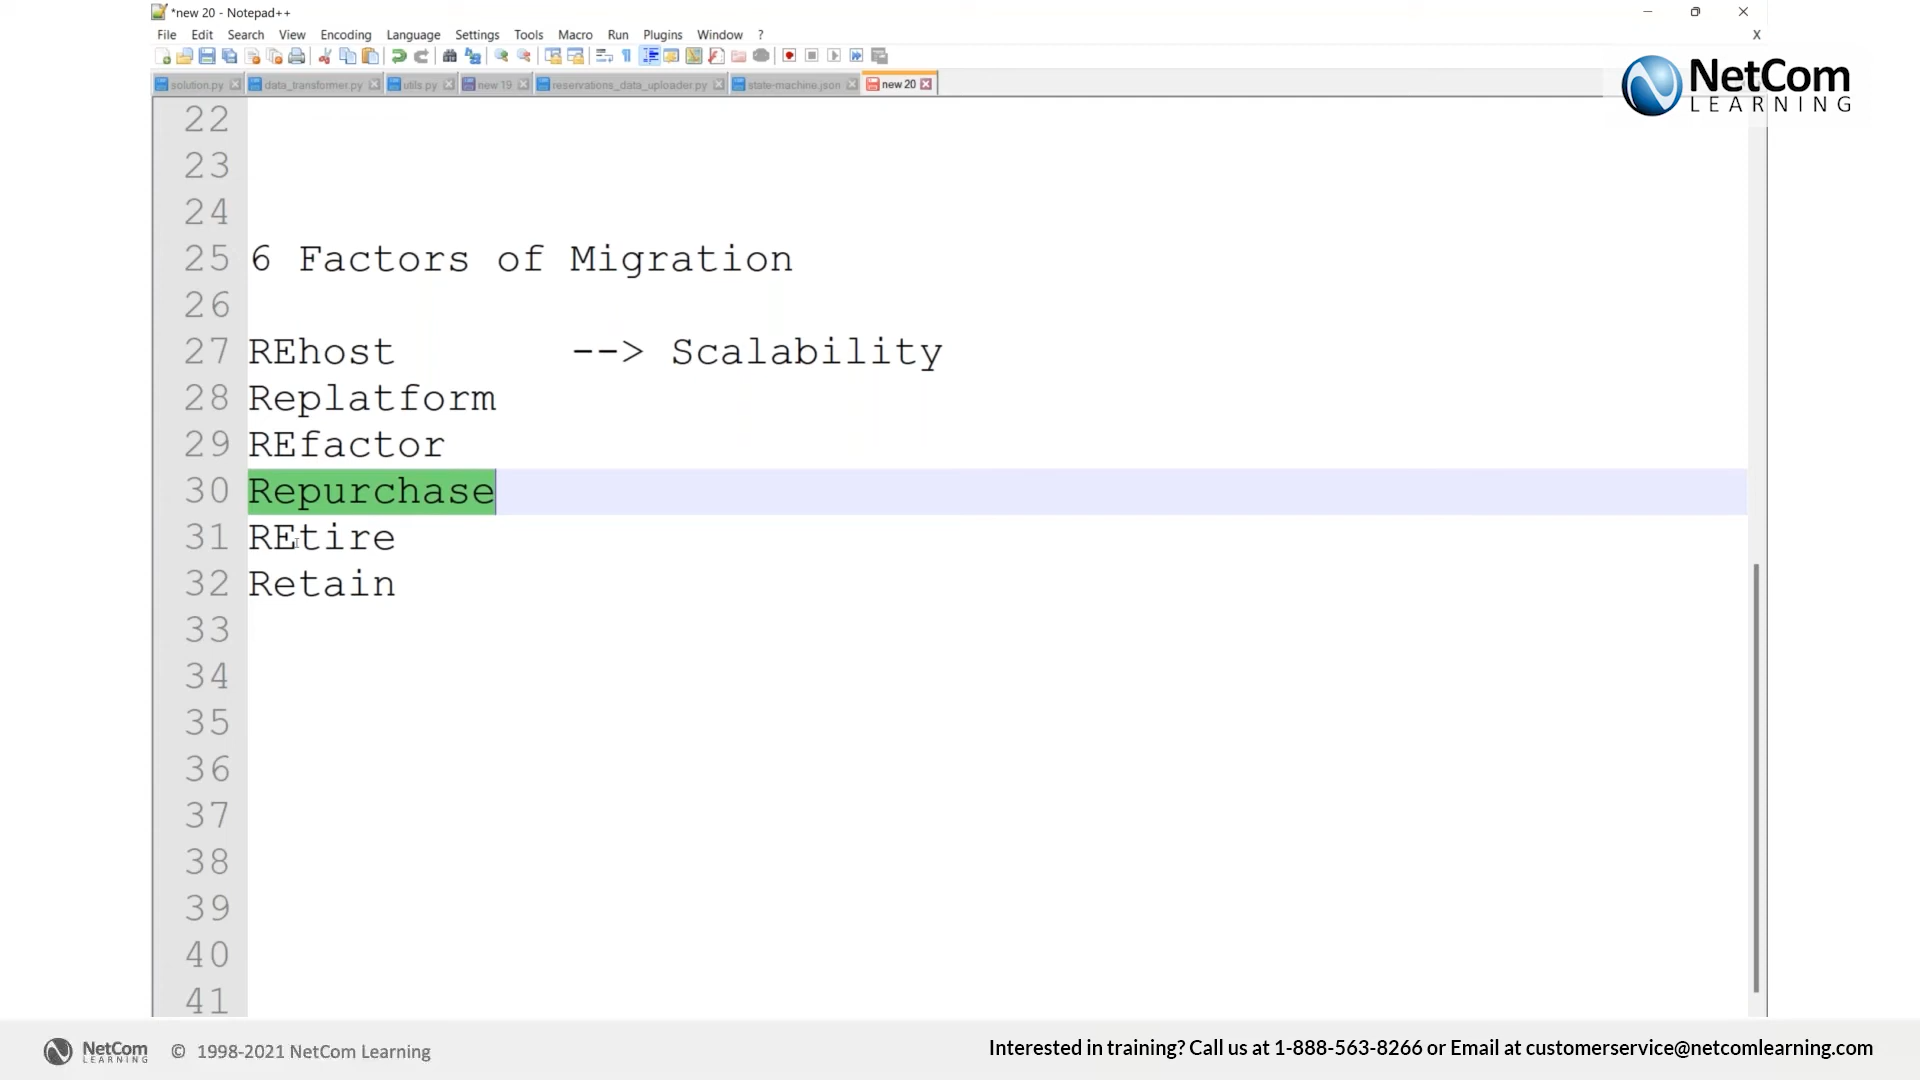 *new 20 - Notepad++
File Edit Search View Encoding Language Settings Tools Macro Run Plugins Window ? X
solution.py data_transformer.py utils.py new 19 reservations_data_uploader.py state-machine.json new 20
NetCom
LEARNING
22
23
24
25 6 Factors of Migration
26
27 REhost --> Scalability
28 Replatform
29 REfactor
30 Repurchase
31 REtire
32 Retain
33
34
35
36
37
38
39
40
41
NetCom
LEARNING
© 1998-2021 NetCom Learning
Interested in training? Call us at 1-888-563-8266 or Email at customerservice@netcomlearning.com